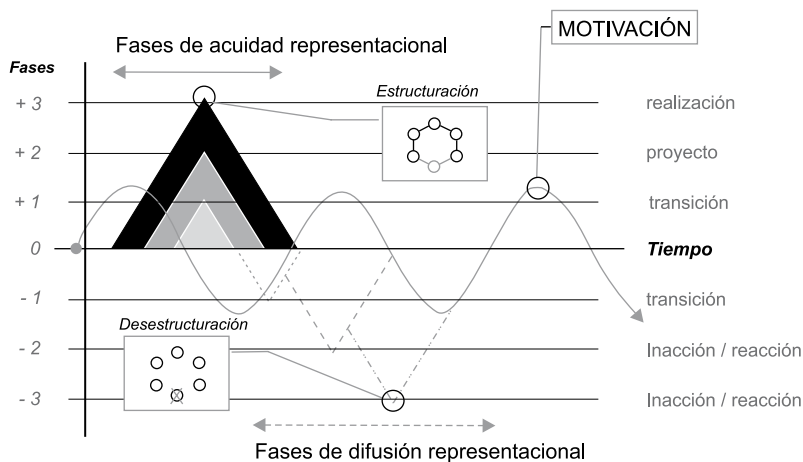 MOTIVACIÓN
Fases de acuidad representacional
Fases
Estructuración
+ 3
realización
+ 2
proyecto
+ 1
transición
0
Tiempo
- 1
transición
Desestructuración
- 2
Inacción / reacción
- 3
Inacción / reacción
Fases de difusión representacional